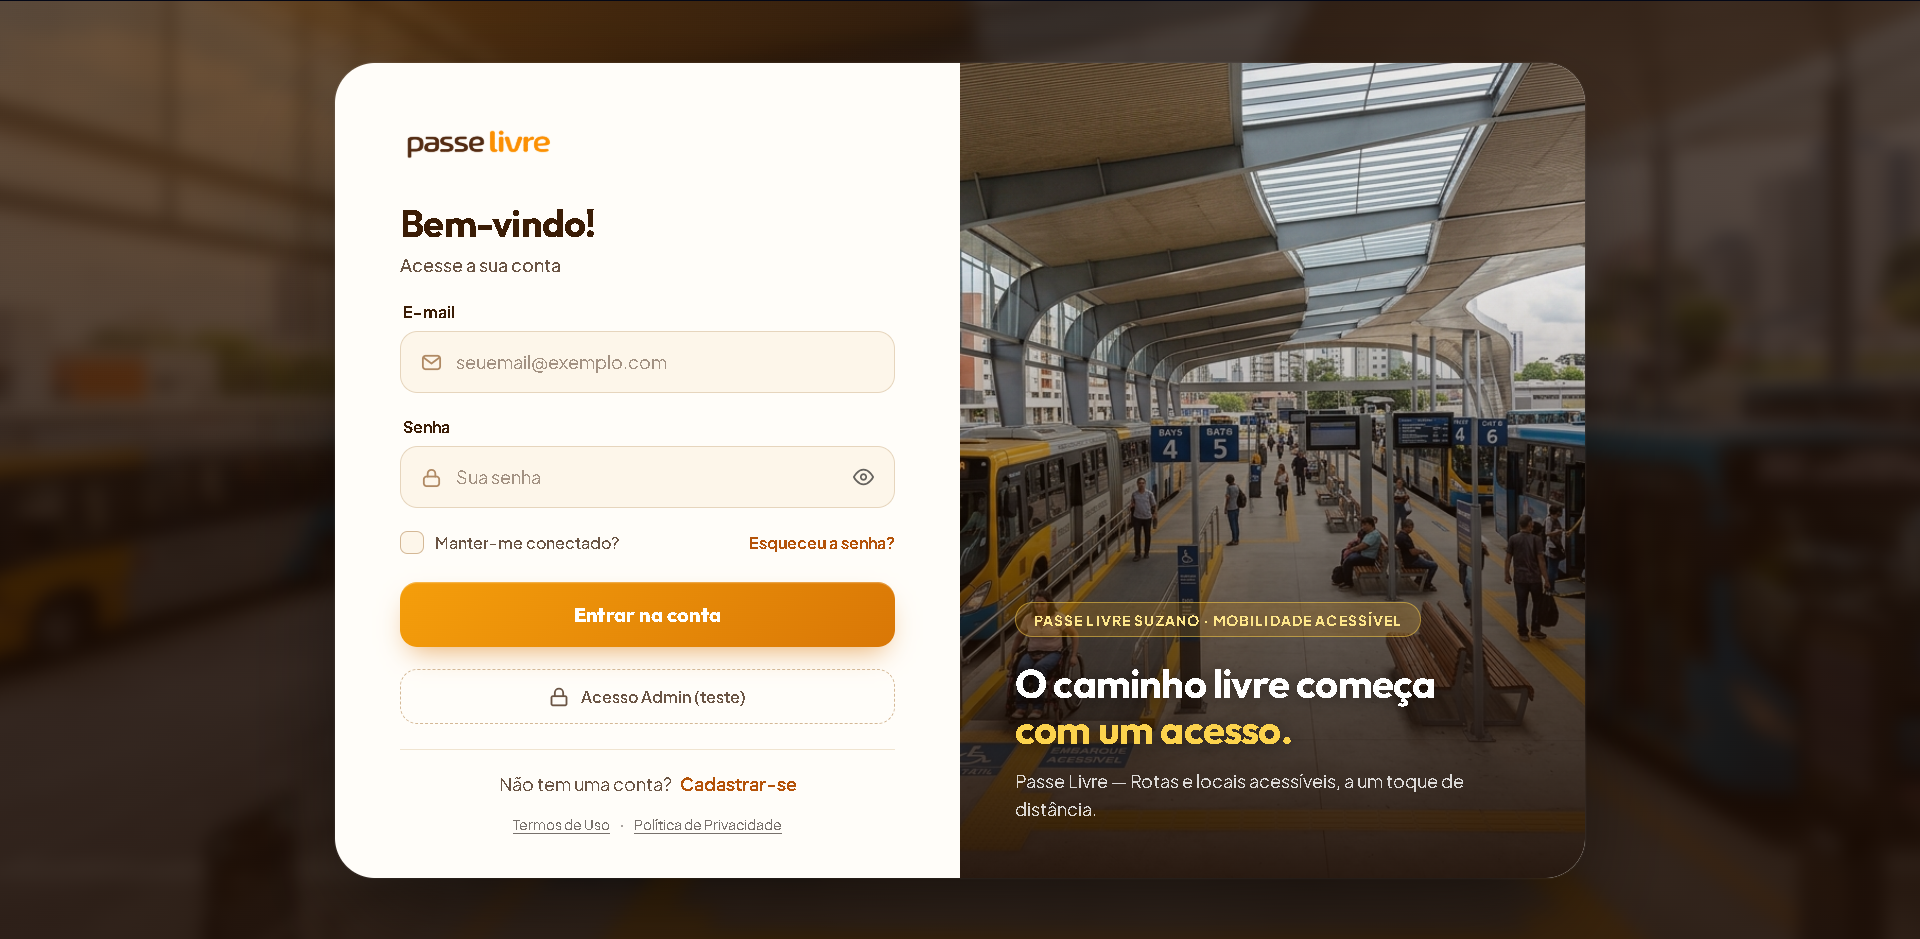 passe livre
Bem-vindo!
Acesse a sua conta
E-mail
seuemail@exemplo.com
Senha
Sua senha
Manter-me conectado?
Esqueceu a senha?
Entrar na conta
Acesso Admin (teste)
Não tem uma conta? Cadastrar-se
Termos de Uso · Política de Privacidade
BAYS
4
BAT6
5
4
6
PASSE LIVRE SUZANO · MOBILIDADE ACESSÍVEL
O caminho livre começa
com um acesso.
EMBARQUE
ACESSÍVEL
Passe Livre — Rotas e locais acessíveis, a um toque de
distância.